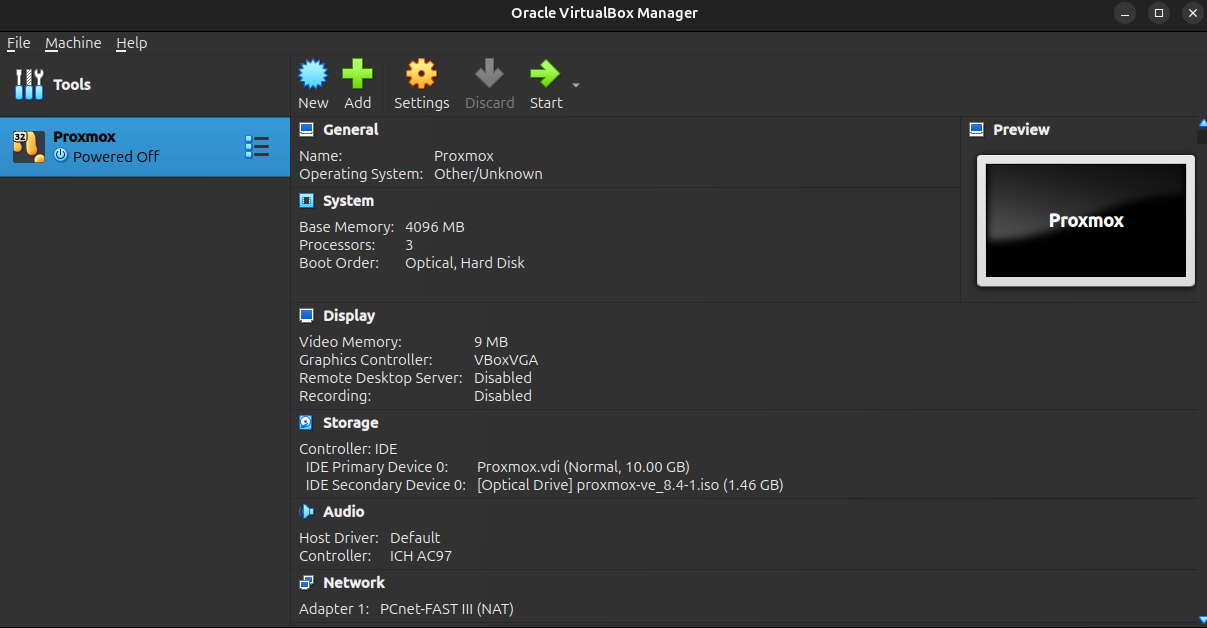 Oracle VirtualBox Manager
File Machine Help
Tools
New Add Settings Discard Start
32
Proxmox
Powered Off
General
Name: Proxmox
Operating System: Other/Unknown
System
Base Memory: 4096 MB
Processors: 3
Boot Order: Optical, Hard Disk
Preview
Proxmox
Display
Video Memory: 9 MB
Graphics Controller: VBoxVGA
Remote Desktop Server: Disabled
Recording: Disabled
Storage
Controller: IDE
IDE Primary Device 0: Proxmox.vdi (Normal, 10.00 GB)
IDE Secondary Device 0: [Optical Drive] proxmox-ve_8.4-1.iso (1.46 GB)
Audio
Host Driver: Default
Controller: ICH AC97
Network
Adapter 1: PCnet-FAST III (NAT)